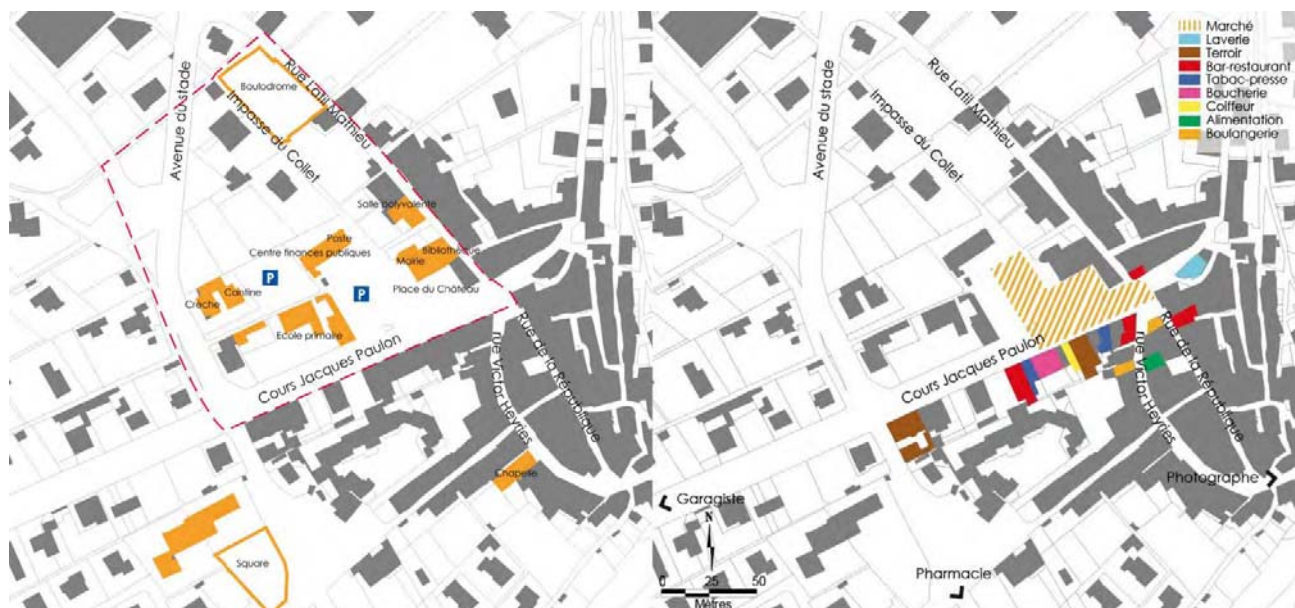 Boulodrome
Rue Latil Mathieu
Impasse du Collet
Avenue du stade
Salle polyvalente
Poste
Centre finances publiques
Bibliothèque
Mairie
P
P
Cantine
Crèche
Place du Château
Ecole primaire
Cours Jacques Paulon
rue Victor Heyries
Rue de la République
Chapelle
Square
Marché
Laverie
Terroir
Bar-restaurant
Tabac-presse
Boucherie
Coiffeur
Alimentation
Boulangerie
Rue Latil Mathieu
Impasse du Collet
Avenue du stade
Cours Jacques Paulon
rue Victor Heyries
Rue de la République
Photographe
Garagiste
N
0 25 50
Mètres
Pharmacie